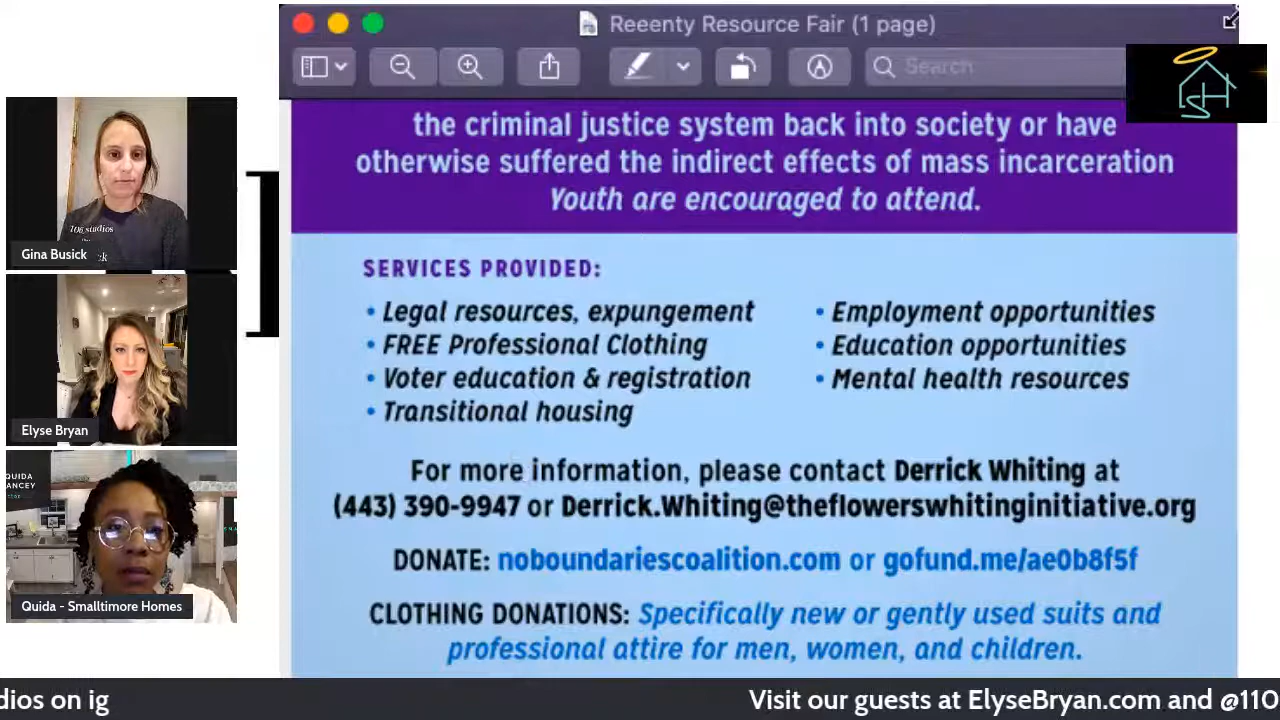 Reeenty Resource Fair (1 page)
Search
SH
the criminal justice system back into society or have
otherwise suffered the indirect effects of mass incarceration
Youth are encouraged to attend.
SERVICES PROVIDED:
• Legal resources, expungement
• FREE Professional Clothing
• Voter education & registration
• Transitional housing
• Employment opportunities
• Education opportunities
• Mental health resources
For more information, please contact Derrick Whiting at
(443) 390-9947 or Derrick.Whiting@theflowerswhitinginitiative.org
DONATE: noboundariescoalition.com or gofund.me/ae0b8f5f
CLOTHING DONATIONS: Specifically new or gently used suits and
professional attire for men, women, and children.
Gina Busick
Elyse Bryan
QUIDA
Quida - Smalltimore Homes
dios on ig
Visit our guests at ElyseBryan.com and @110